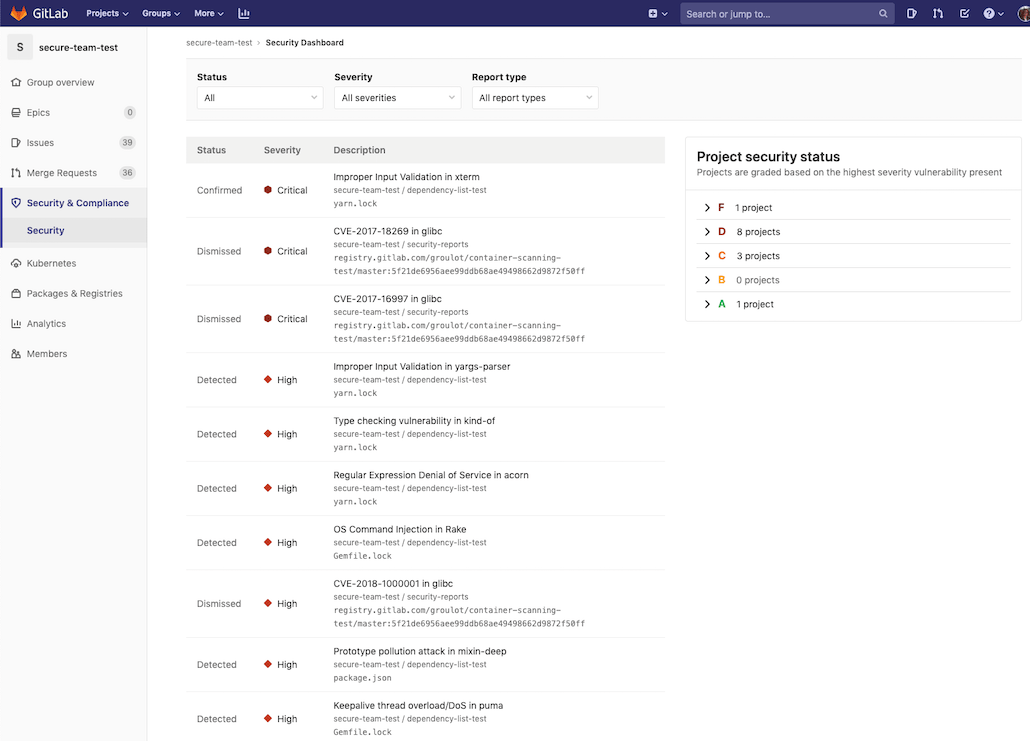 GitLab Projects Groups More Search or jump to...
S secure-team-test
Group overview
Epics 0
Issues 39
Merge Requests 36
Security & Compliance
Security
Kubernetes
Packages & Registries
Analytics
Members
secure-team-test › Security Dashboard
Status Severity Report type
All All severities All report types
Status Severity Description
Confirmed Critical Improper Input Validation in xterm
secure-team-test / dependency-list-test
yarn.lock
Dismissed Critical CVE-2017-18269 in glibc
secure-team-test / security-reports
registry.gitlab.com/groulot/container-scanning-
test/master:5f21de6956aee99ddb68ae49498662d9872f50ff
Dismissed Critical CVE-2017-16997 in glibc
secure-team-test / security-reports
registry.gitlab.com/groulot/container-scanning-
test/master:5f21de6956aee99ddb68ae49498662d9872f50ff
Detected High Improper Input Validation in yargs-parser
secure-team-test / dependency-list-test
yarn.lock
Detected High Type checking vulnerability in kind-of
secure-team-test / dependency-list-test
yarn.lock
Detected High Regular Expression Denial of Service in acorn
secure-team-test / dependency-list-test
yarn.lock
Detected High OS Command Injection in Rake
secure-team-test / dependency-list-test
Gemfile.lock
Dismissed High CVE-2018-1000001 in glibc
secure-team-test / security-reports
registry.gitlab.com/groulot/container-scanning-
test/master:5f21de6956aee99ddb68ae49498662d9872f50ff
Detected High Prototype pollution attack in mixin-deep
secure-team-test / dependency-list-test
package.json
Detected High Keepalive thread overload/DoS in puma
secure-team-test / dependency-list-test
Gemfile.lock
Project security status
Projects are graded based on the highest severity vulnerability present
F 1 project
D 8 projects
C 3 projects
B 0 projects
A 1 project